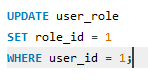 UPDATE user_role
SET role_id = 1
WHERE user_id = 1;